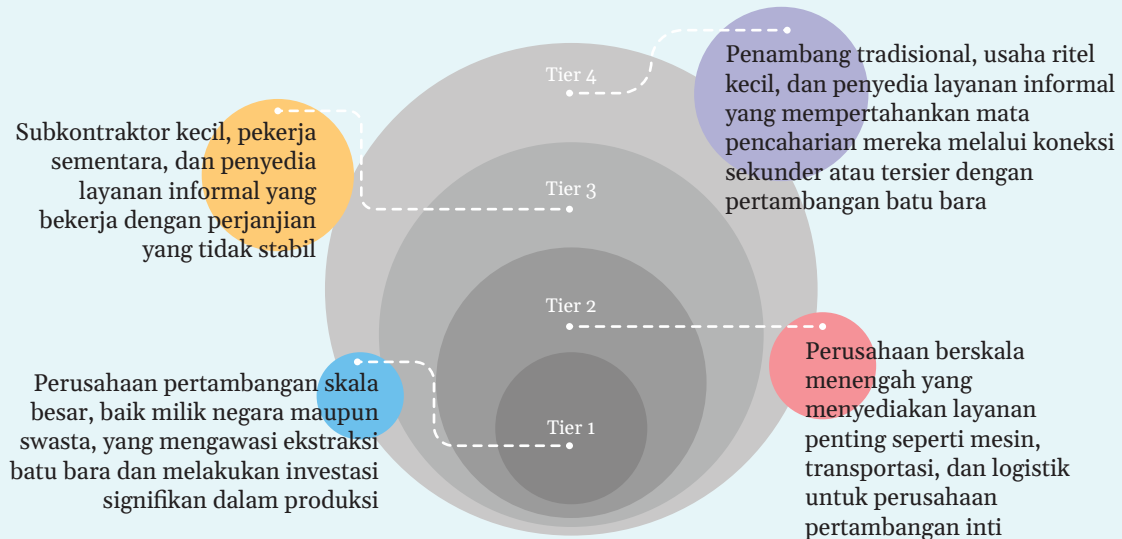 Tier 4
Penambang tradisional, usaha ritel
kecil, dan penyedia layanan informal
yang mempertahankan mata
pencaharian mereka melalui koneksi
sekunder atau tersier dengan
pertambangan batu bara
Subkontraktor kecil, pekerja
sementara, dan penyedia
layanan informal yang
bekerja dengan perjanjian
yang tidak stabil
Tier 3
Tier 2
Perusahaan berskala
menengah yang
menyediakan layanan
penting seperti mesin,
transportasi, dan logistik
untuk perusahaan
pertambangan inti
Perusahaan pertambangan skala
besar, baik milik negara maupun
swasta, yang mengawasi ekstraksi
batu bara dan melakukan investasi
signifikan dalam produksi
Tier 1